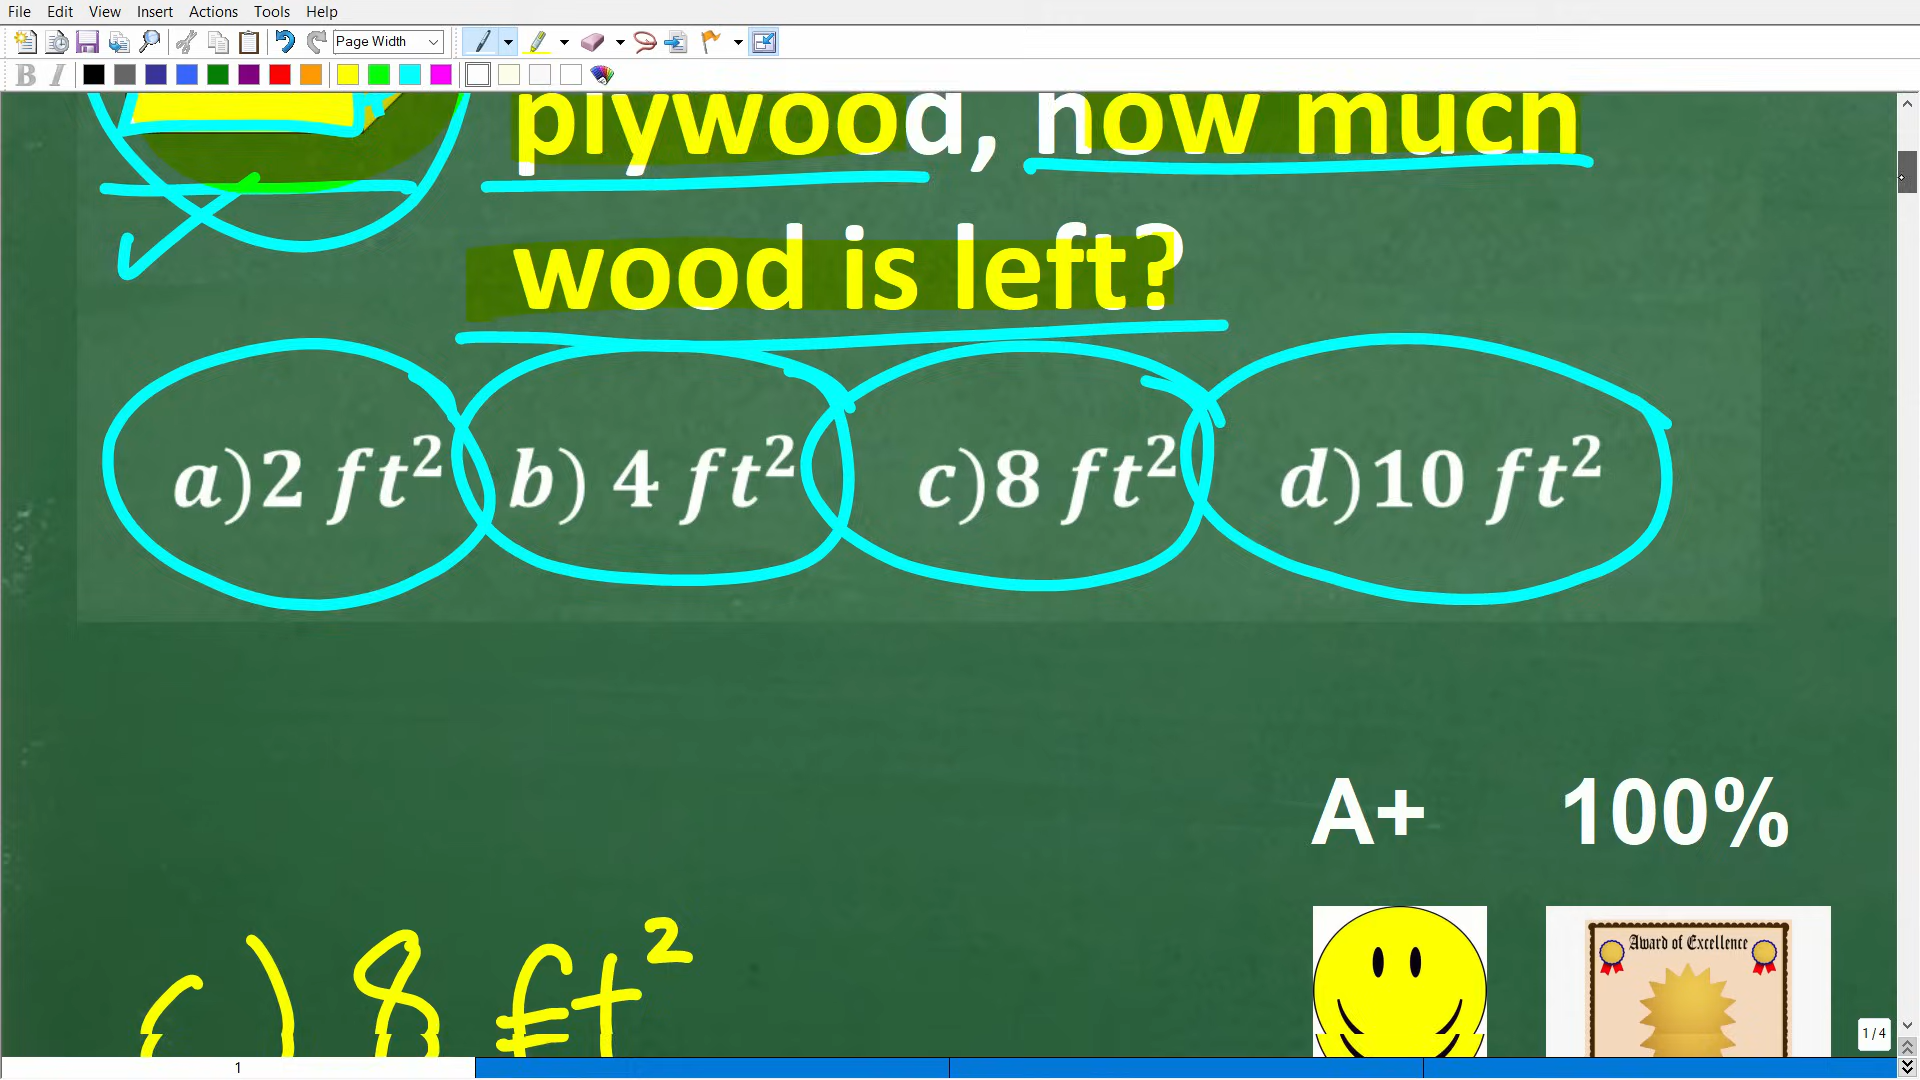 File Edit View Insert Actions Tools Help
Page Width
B I
plywood, how much
wood is left?
a)2 ft² b) 4 ft² c)8 ft² d)10 ft²
A+ 100%
Award of Excellence
c) 8 ft²
1 / 4
1